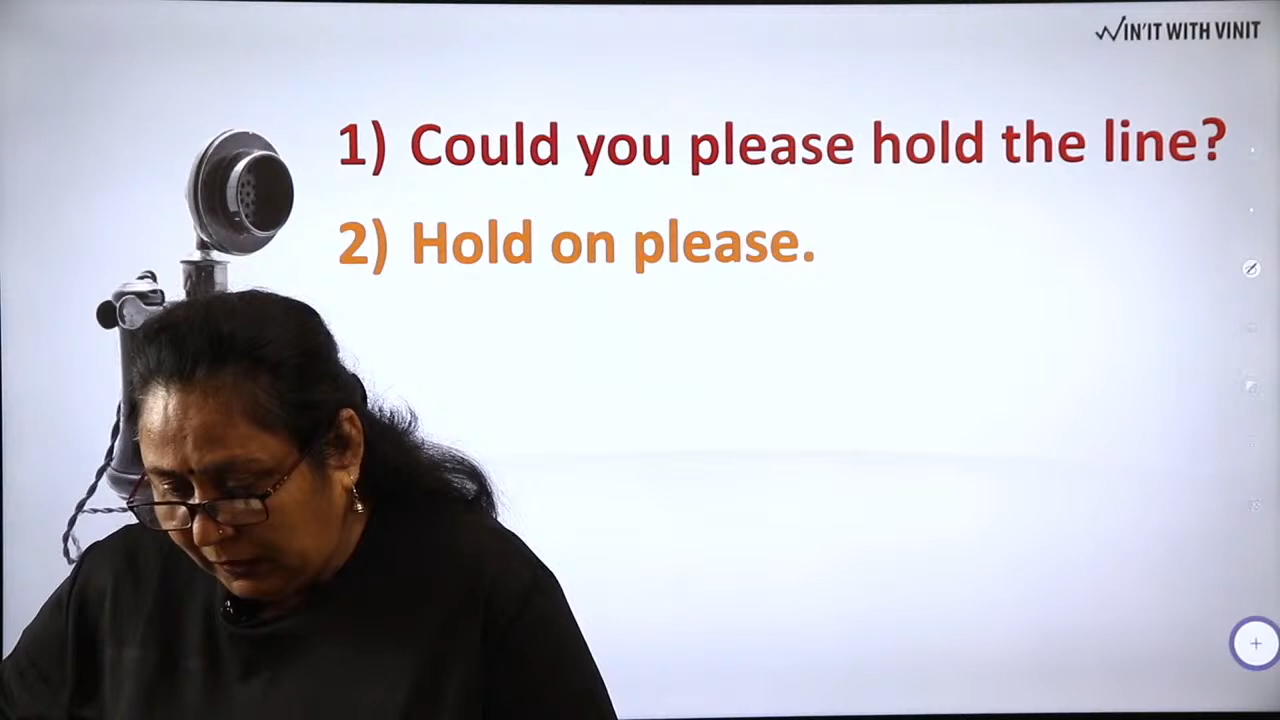 WIN'IT WITH VINIT
1) Could you please hold the line?
2) Hold on please.